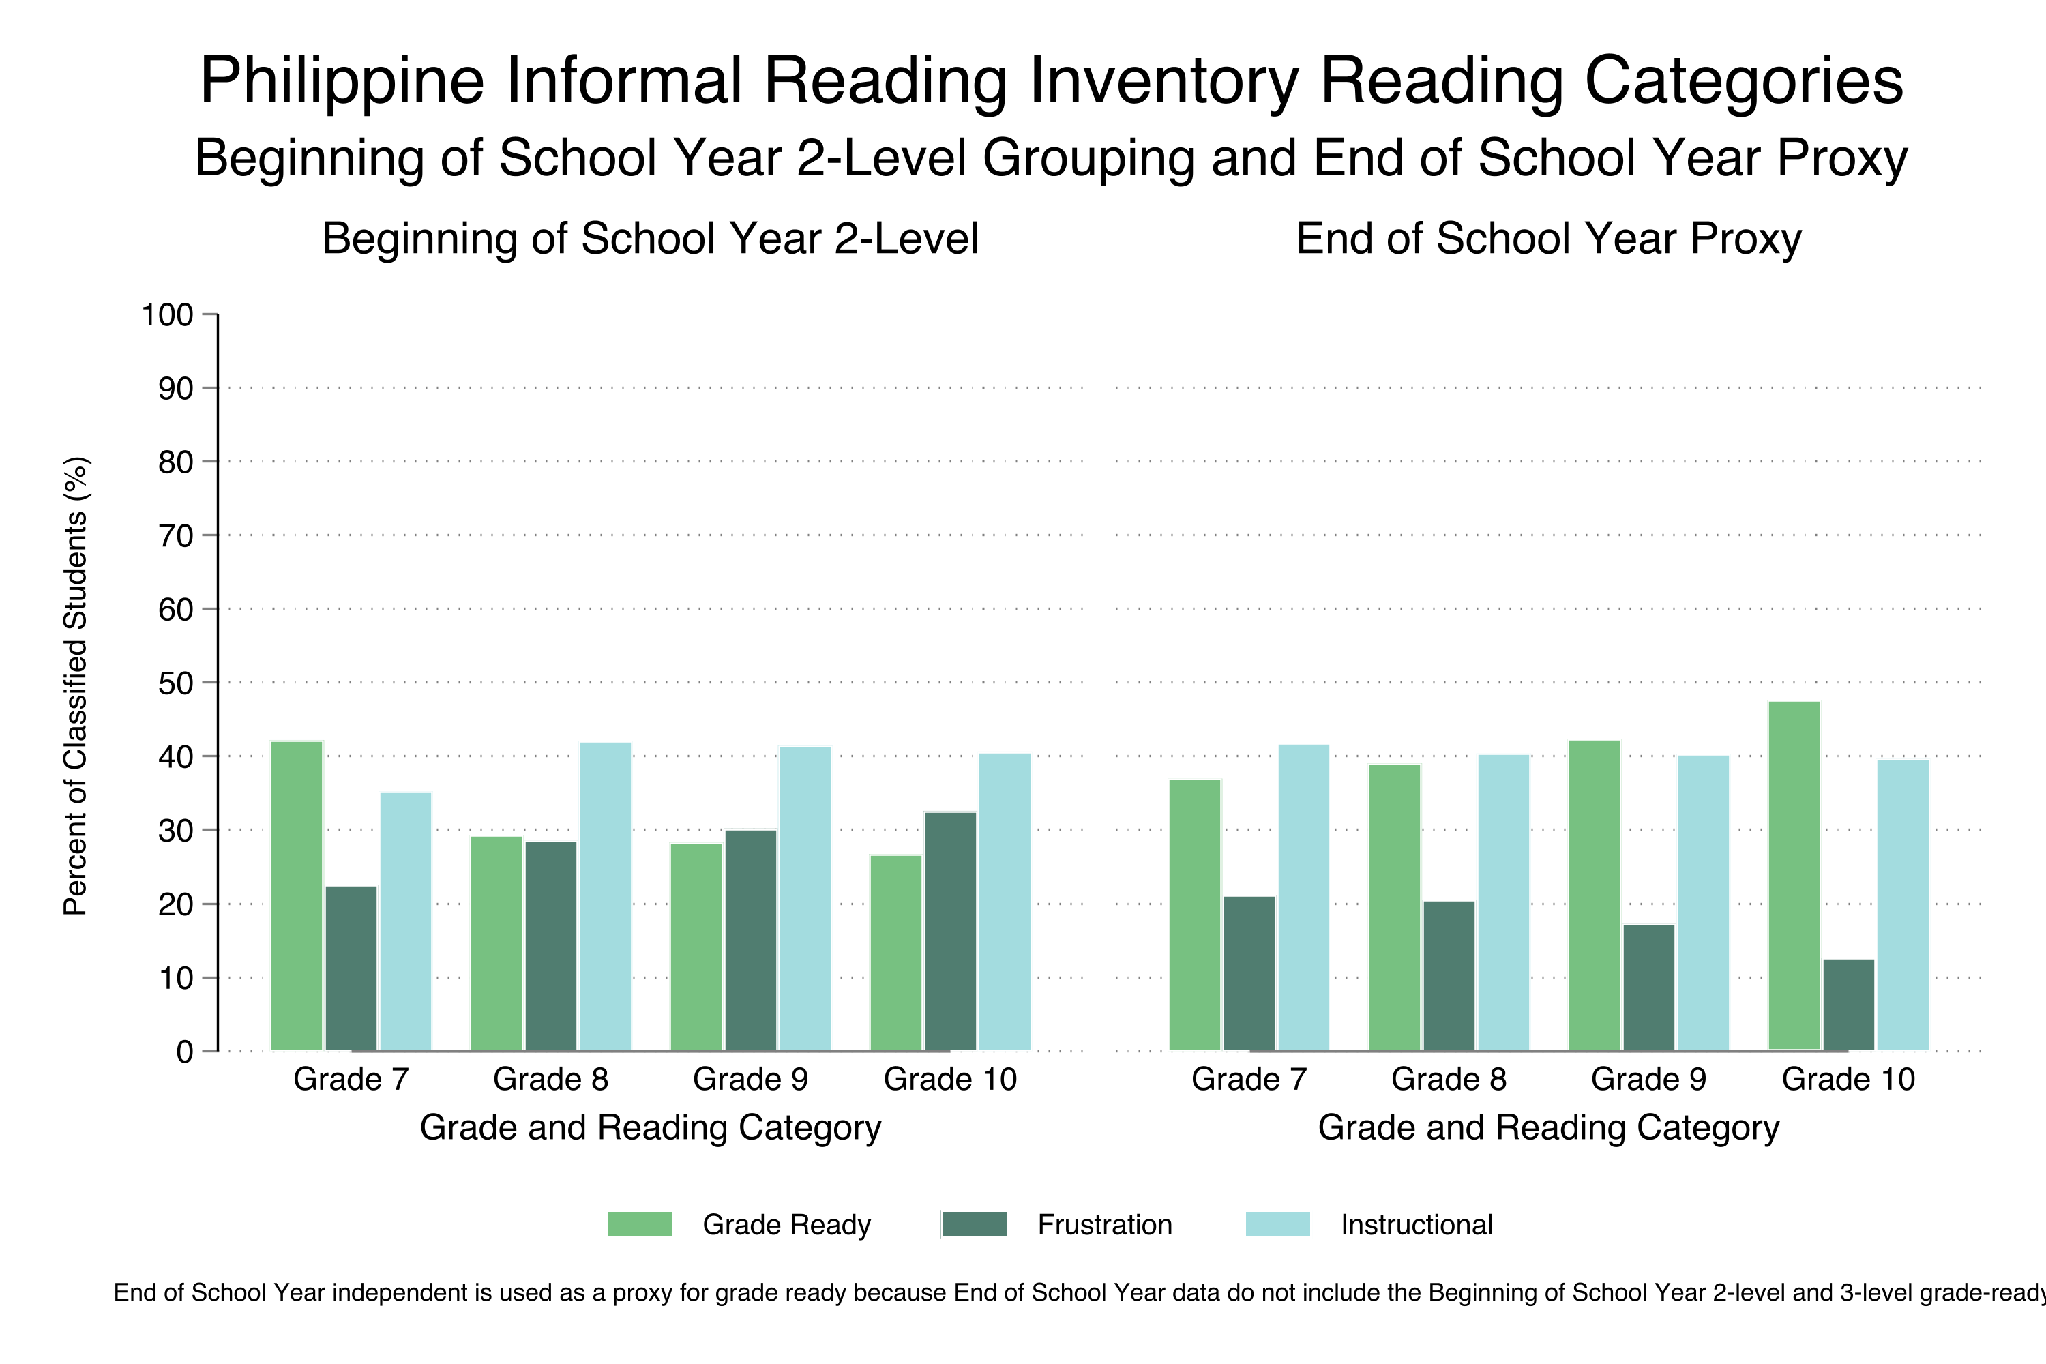 Philippine Informal Reading Inventory Reading Categories
Beginning of School Year 2-Level Grouping and End of School Year Proxy
Beginning of School Year 2-Level
End of School Year Proxy
Percent of Classified Students (%)
100
90
80
70
60
50
40
30
20
10
0
Grade 7 Grade 8 Grade 9 Grade 10
Grade 7 Grade 8 Grade 9 Grade 10
Grade and Reading Category
Grade and Reading Category
Grade Ready Frustration Instructional
End of School Year independent is used as a proxy for grade ready because End of School Year data do not include the Beginning of School Year 2-level and 3-level grade-ready